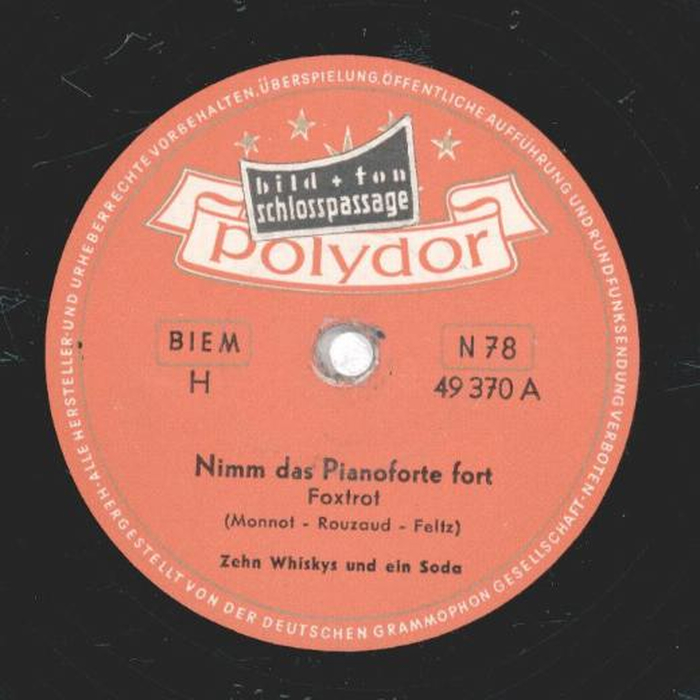 ALLE HERSTELLER- UND URHEBERRECHTE VORBEHALTEN, ÜBERSPIELUNG, ÖFFENTLICHE AUFFÜHRUNG UND RUNDFUNKSENDUNG VERBOTEN·
bild + ton
schlosspassage
polydor
BIEM
N 78
H
49 370 A
Nimm das Pianoforte fort
Foxtrot
(Monnot - Rouzaud - Feltz)
Zehn Whiskys und ein Soda
HERGESTELLT VON DER DEUTSCHEN GRAMMOPHON GESELLSCHAFT·